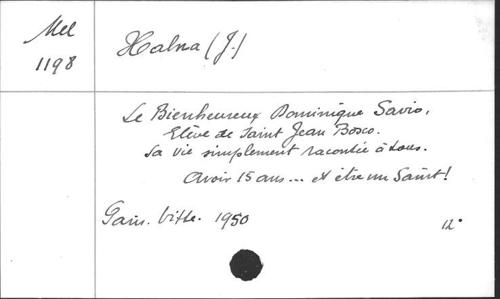 Mel
1198
Halna (J.)
Le Bienheureux Dominique Savio,
Elève de Saint Jean Bosco.
Sa vie simplement racontée à tous.
Avoir 15 ans... et être un Saint!
Vitte. 1950
12°